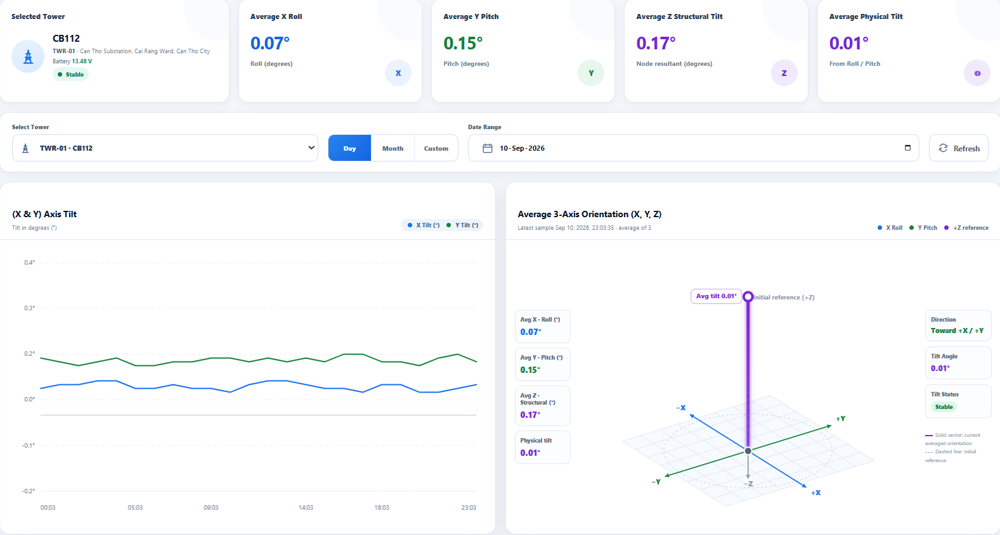 Selected Tower
CB112
TWR-01 · Can Tho Substation, Cai Rang Ward, Can Tho City
Battery 13.48 V
Stable
Average X Roll
0.07°
Roll (degrees)
X
Average Y Pitch
0.15°
Pitch (degrees)
Y
Average Z Structural Tilt
0.17°
Node resultant (degrees)
Z
Average Physical Tilt
0.01°
From Roll / Pitch
Select Tower
TWR-01 · CB112
Day
Month
Custom
Date Range
10-Sep-2026
Refresh
(X & Y) Axis Tilt
Tilt in degrees (°)
X Tilt (°)
Y Tilt (°)
0.4°
0.3°
0.2°
0.0°
-0.1°
-0.2°
00:03
05:03
09:03
14:03
18:03
23:03
Average 3-Axis Orientation (X, Y, Z)
Latest sample Sep 10, 2026, 23:03:35 · average of 3
X Roll
Y Pitch
+Z reference
Avg X · Roll (°)
0.07°
Avg Y · Pitch (°)
0.15°
Avg Z ·
Structural (°)
0.17°
Physical tilt
0.01°
Avg tilt 0.01°
Initial reference (+Z)
−X
+Y
−Y
−Z
+X
Direction
Toward +X / +Y
Tilt Angle
0.01°
Tilt Status
Stable
Solid vector: current
averaged orientation
Dashed line: initial
reference